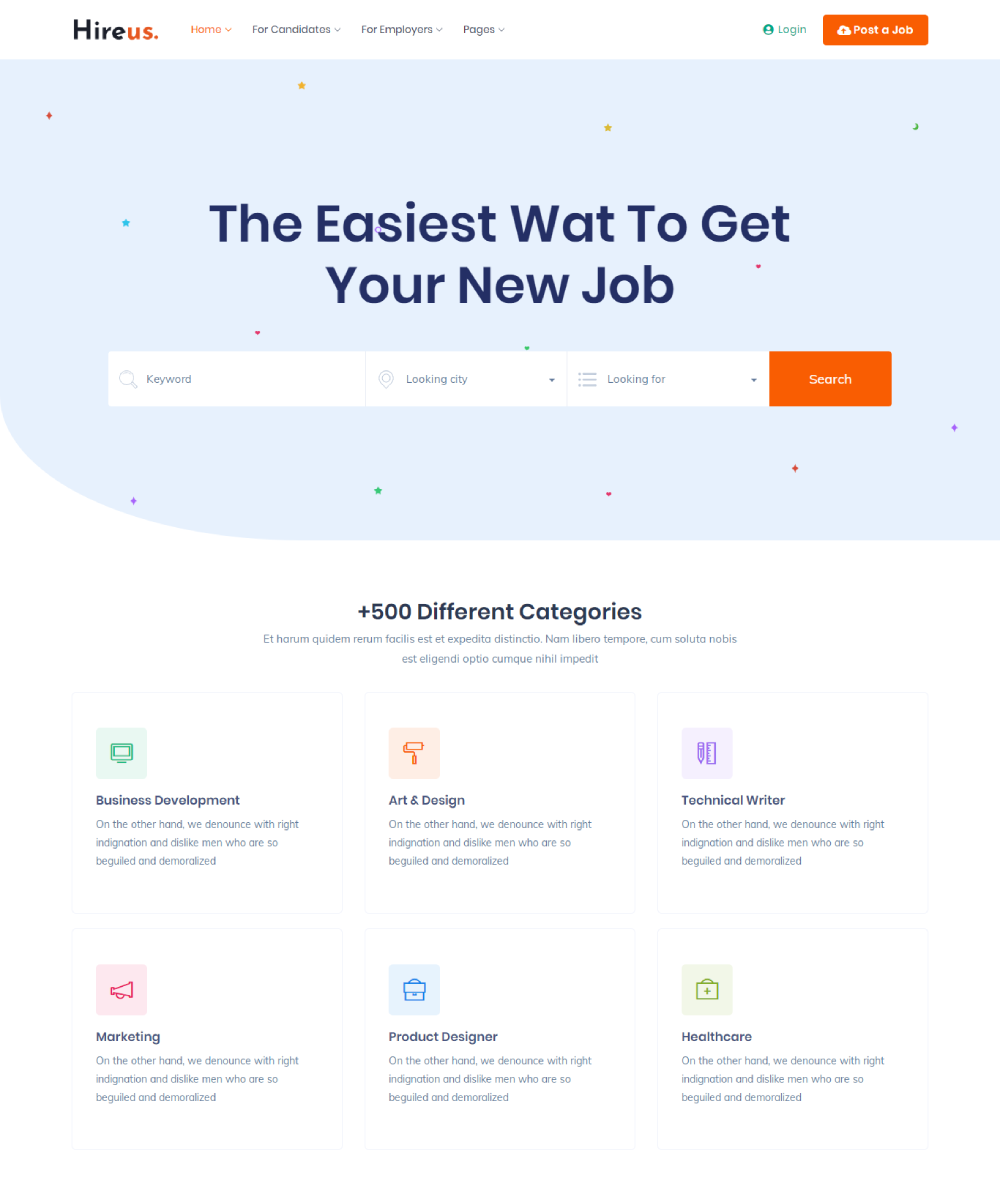 Hireus.
Home
For Candidates
For Employers
Pages
Login
Post a Job
The Easiest Wat To Get
Your New Job
Keyword
Looking city
Looking for
Search
+500 Different Categories
Et harum quidem rerum facilis est et expedita distinctio. Nam libero tempore, cum soluta nobis
est eligendi optio cumque nihil impedit
Business Development
On the other hand, we denounce with right
indignation and dislike men who are so
beguiled and demoralized
Art & Design
On the other hand, we denounce with right
indignation and dislike men who are so
beguiled and demoralized
Technical Writer
On the other hand, we denounce with right
indignation and dislike men who are so
beguiled and demoralized
Marketing
On the other hand, we denounce with right
indignation and dislike men who are so
beguiled and demoralized
Product Designer
On the other hand, we denounce with right
indignation and dislike men who are so
beguiled and demoralized
Healthcare
On the other hand, we denounce with right
indignation and dislike men who are so
beguiled and demoralized